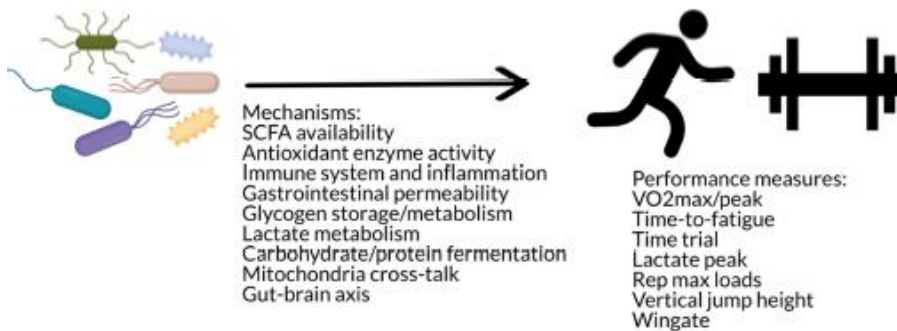 Mechanisms:
SCFA availability
Antioxidant enzyme activity
Immune system and inflammation
Gastrointestinal permeability
Glycogen storage/metabolism
Lactate metabolism
Carbohydrate/protein fermentation
Mitochondria cross-talk
Gut-brain axis
Performance measures:
VO2max/peak
Time-to-fatigue
Time trial
Lactate peak
Rep max loads
Vertical jump height
Wingate